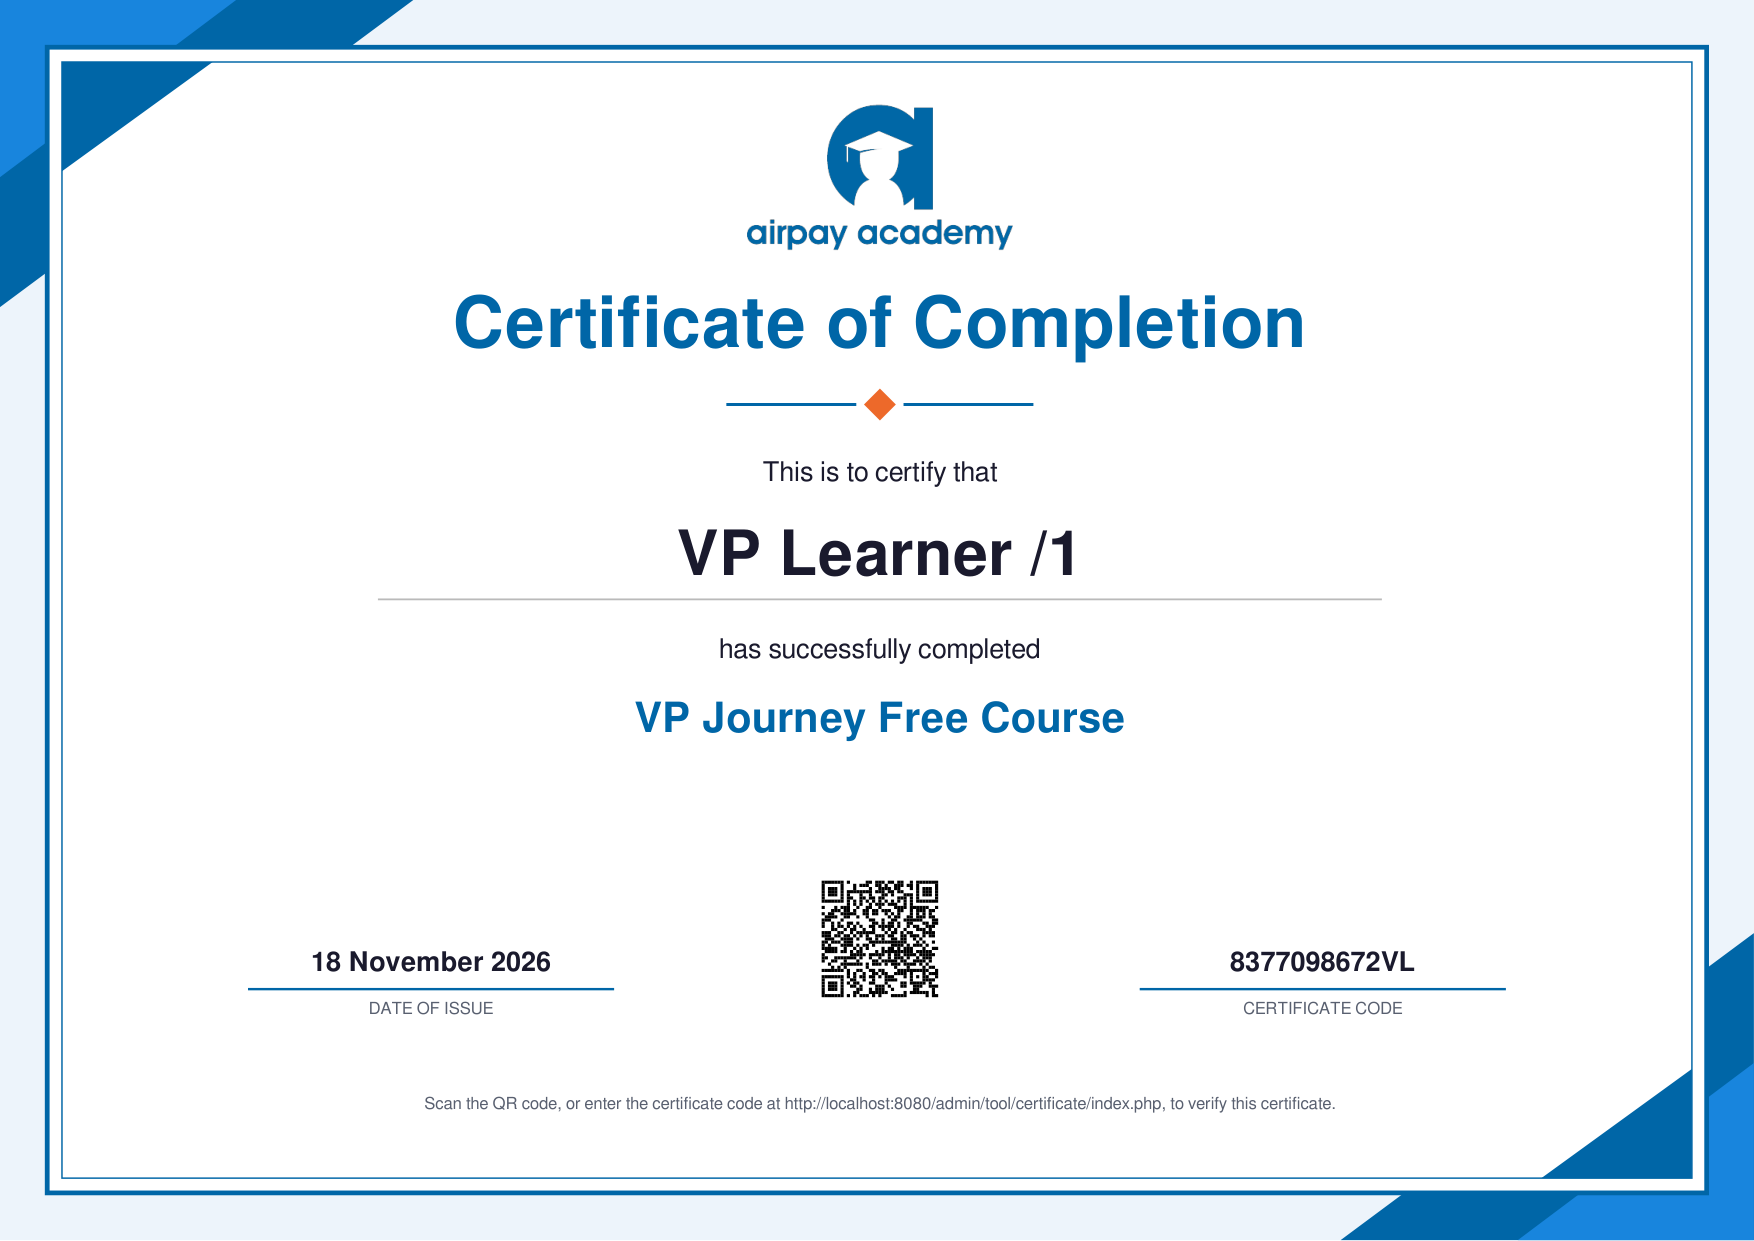 airpay academy
Certificate of Completion
This is to certify that
VP Learner /1
has successfully completed
VP Journey Free Course
18 November 2026
DATE OF ISSUE
8377098672VL
CERTIFICATE CODE
Scan the QR code, or enter the certificate code at http://localhost:8080/admin/tool/certificate/index.php, to verify this certificate.